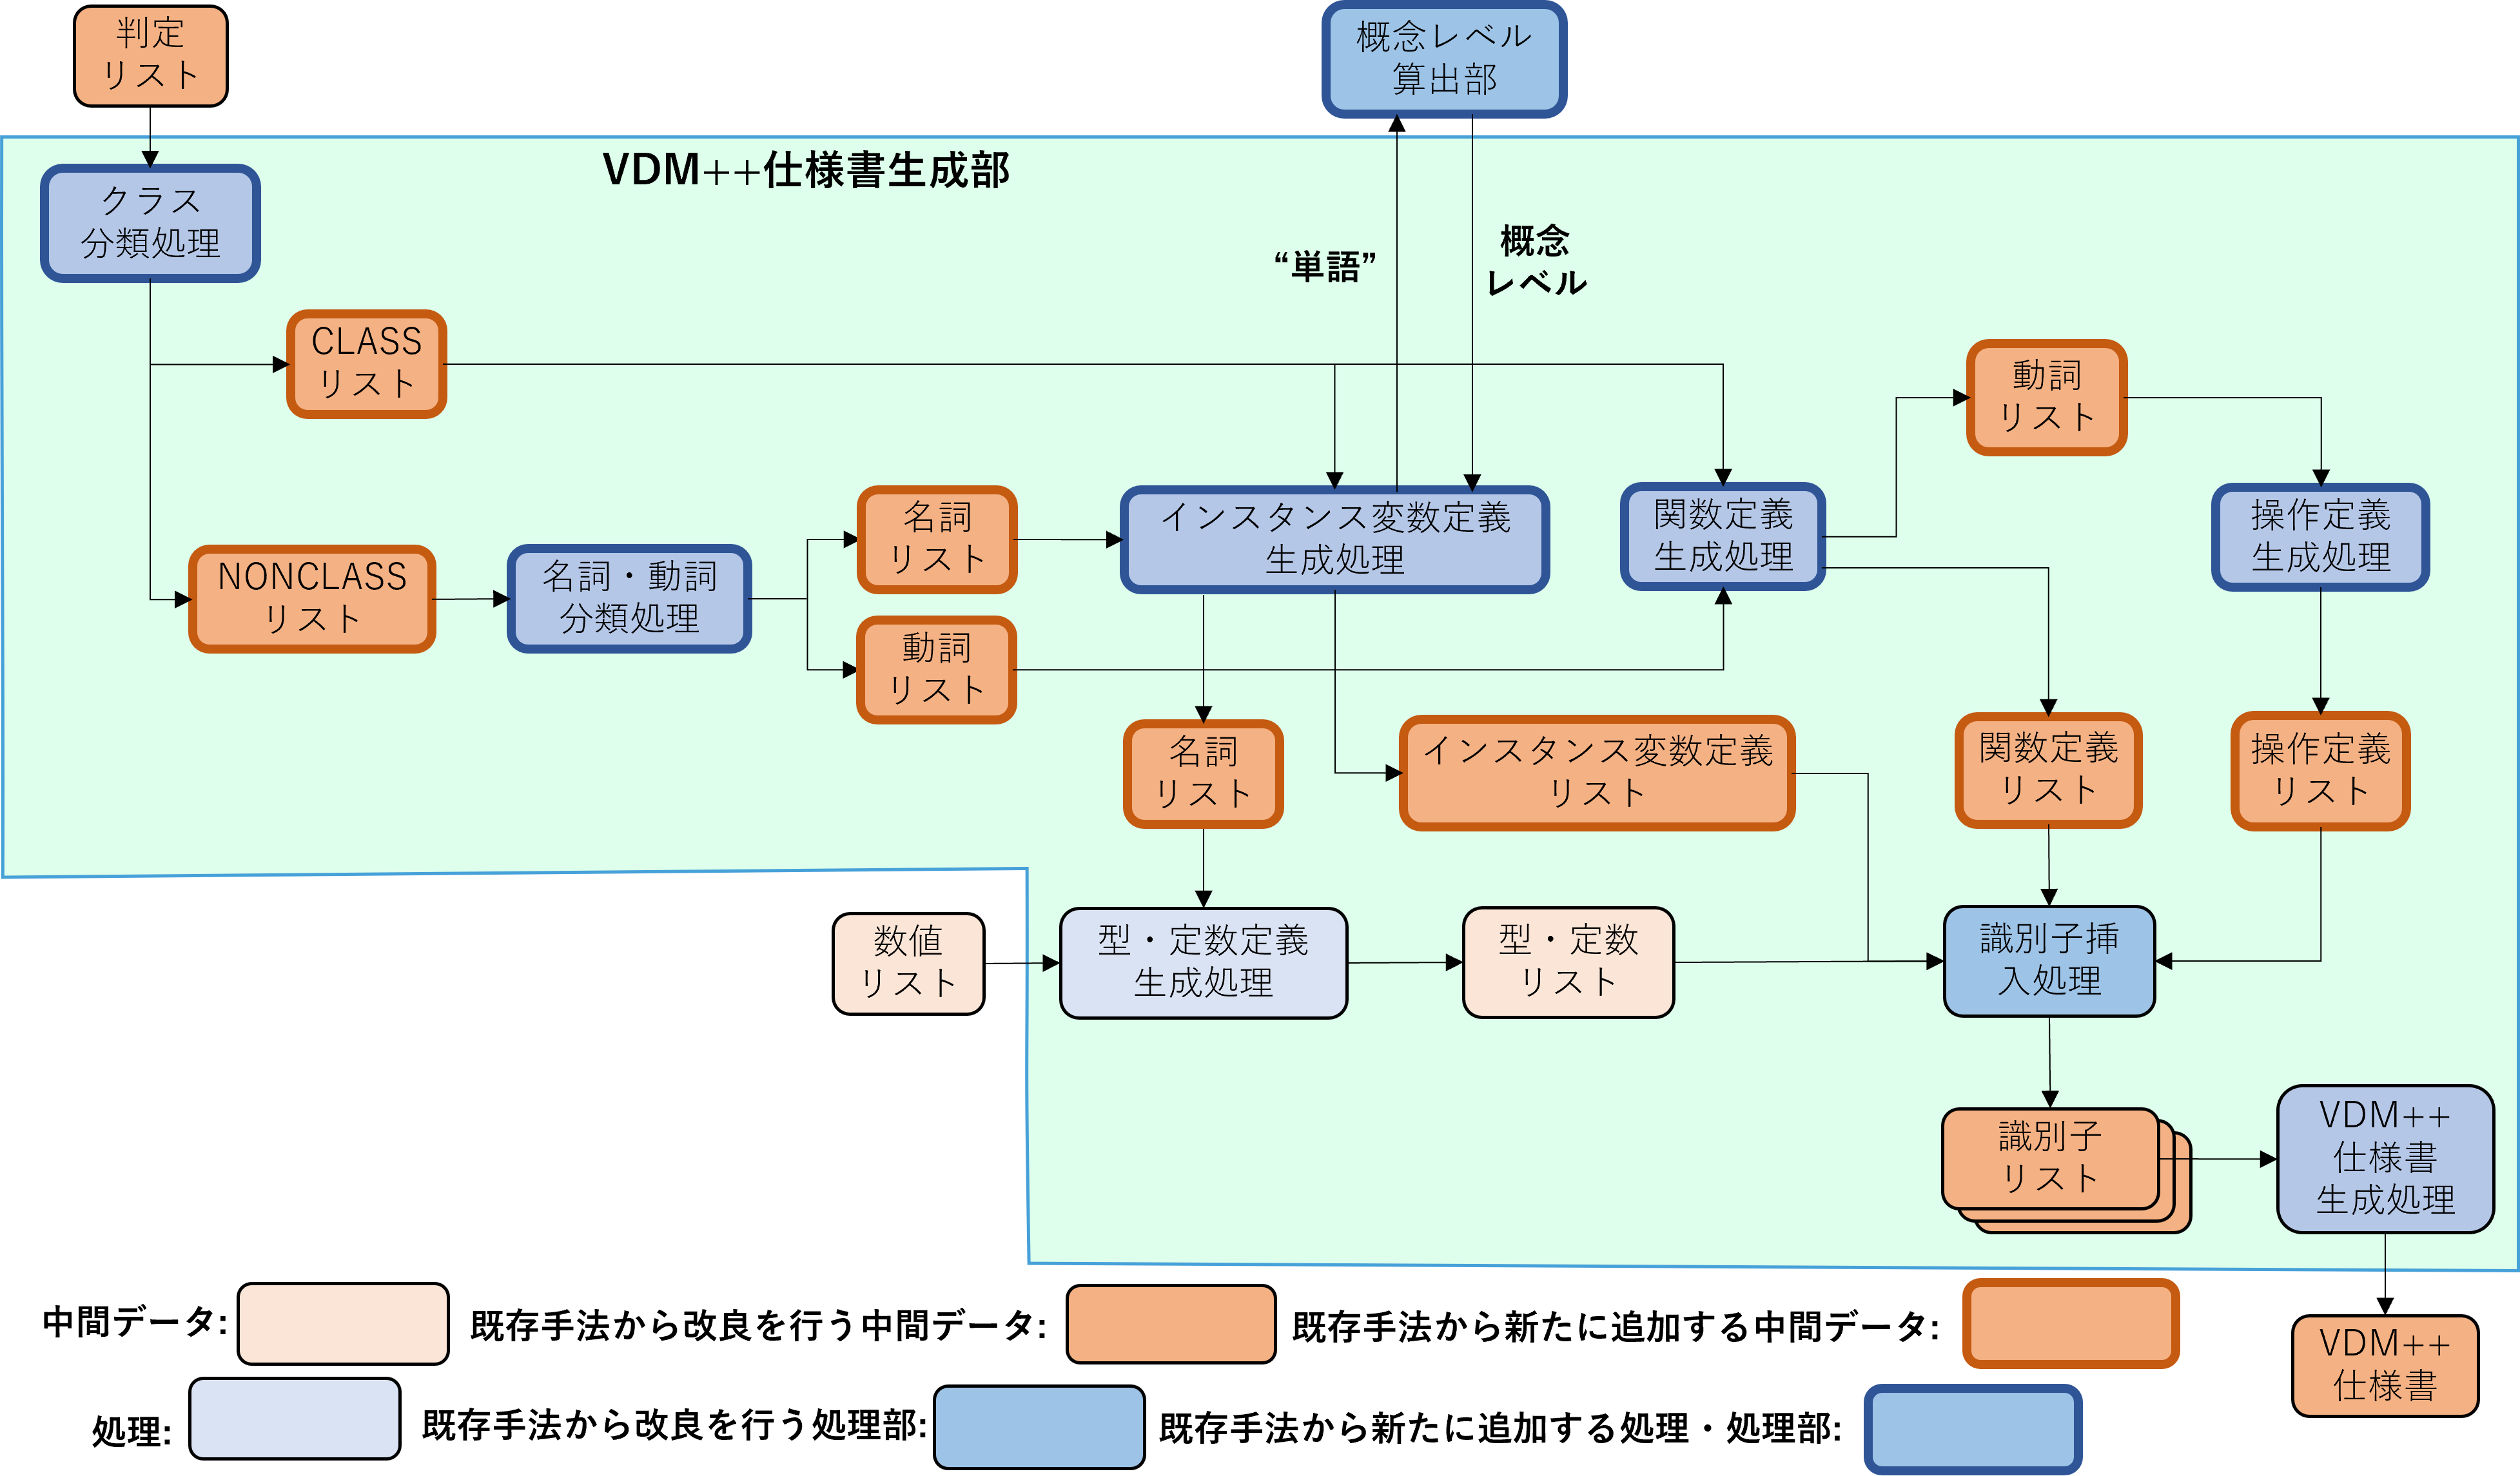 判定
リスト
概念レベル
算出部
VDM++仕様書生成部
クラス
分類処理
“単語”
概念
レベル
CLASS
リスト
動詞
リスト
NONCLASS
リスト
名詞・動詞
分類処理
名詞
リスト
動詞
リスト
インスタンス変数定義
生成処理
関数定義
生成処理
操作定義
生成処理
名詞
リスト
インスタンス変数定義
リスト
関数定義
リスト
操作定義
リスト
数値
リスト
型・定数定義
生成処理
型・定数
リスト
識別子挿
入処理
識別子
リスト
VDM++
仕様書
生成処理
VDM++
仕様書
中間データ:
既存手法から改良を行う中間データ:
既存手法から新たに追加する中間データ:
処理:
既存手法から改良を行う処理部:
既存手法から新たに追加する処理・処理部: